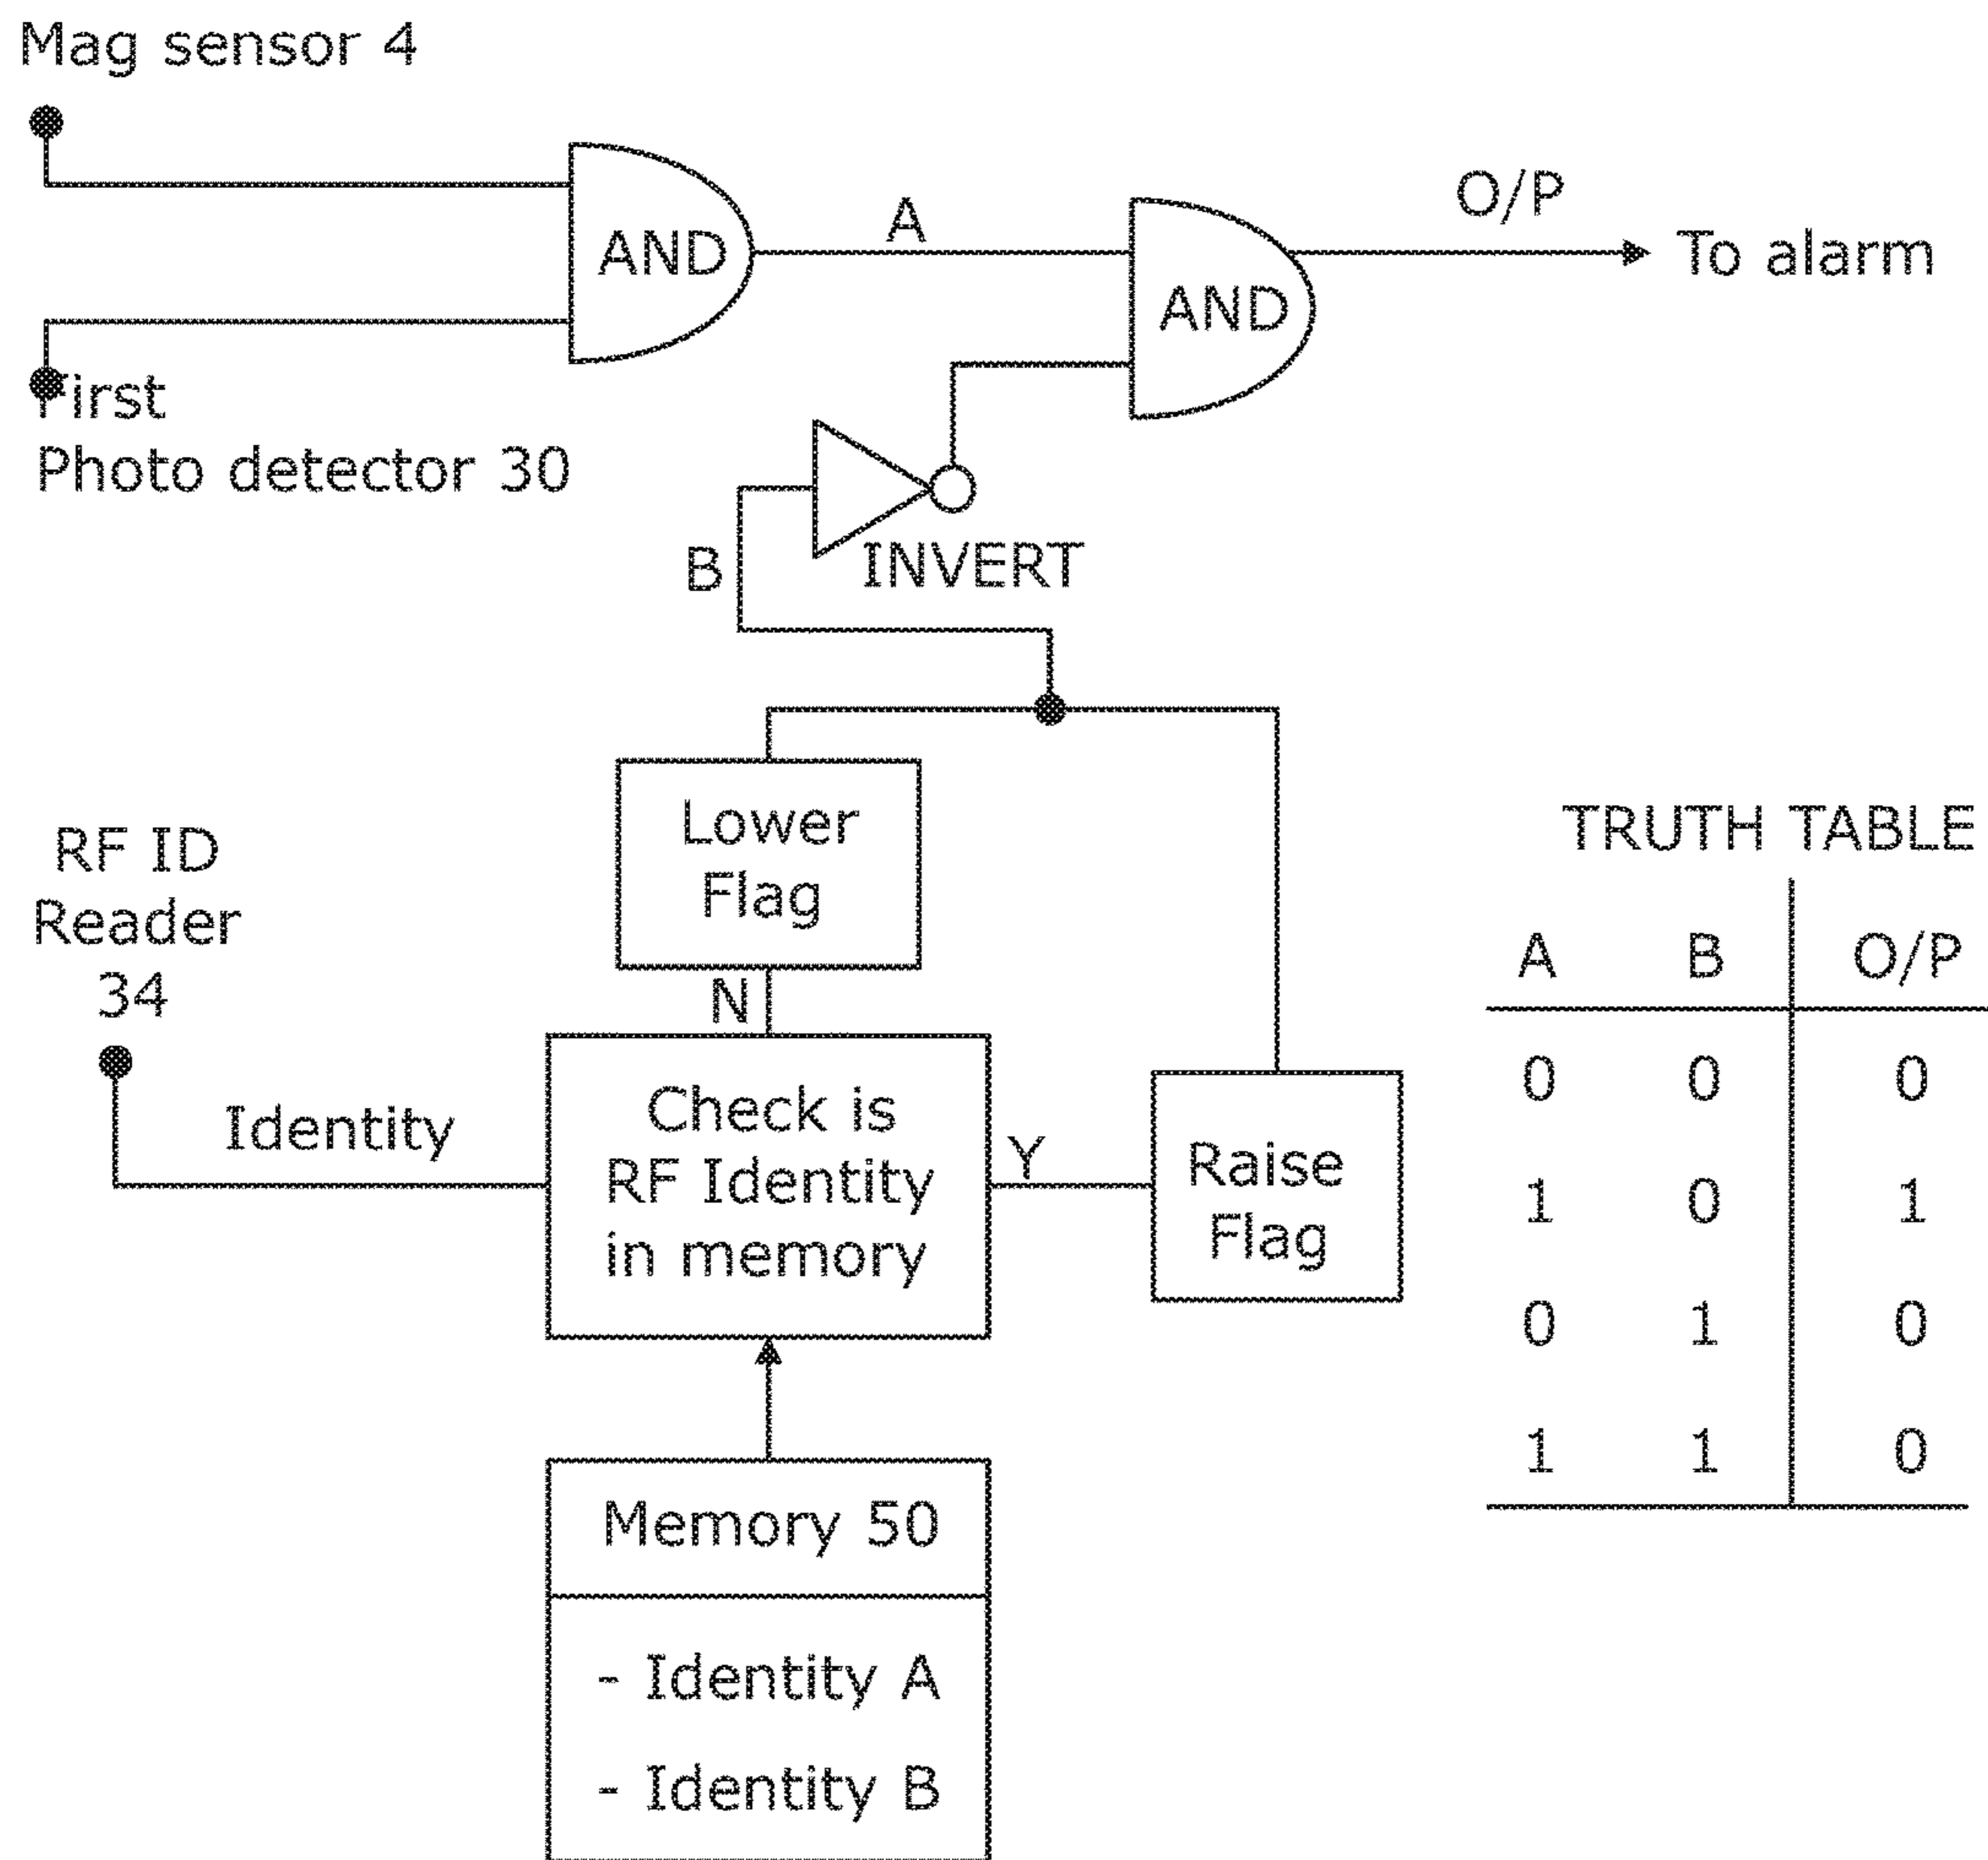 Mag sensor 4
AND
A
AND
O/P
To alarm
First
Photo detector 30
B
INVERT
Lower
Flag
RF ID
Reader
34
N
Identity
Check is
RF Identity
in memory
Y
Raise
Flag
Memory 50
- Identity A
- Identity B
TRUTH TABLE
A B O/P
0 0 0
1 0 1
0 1 0
1 1 0